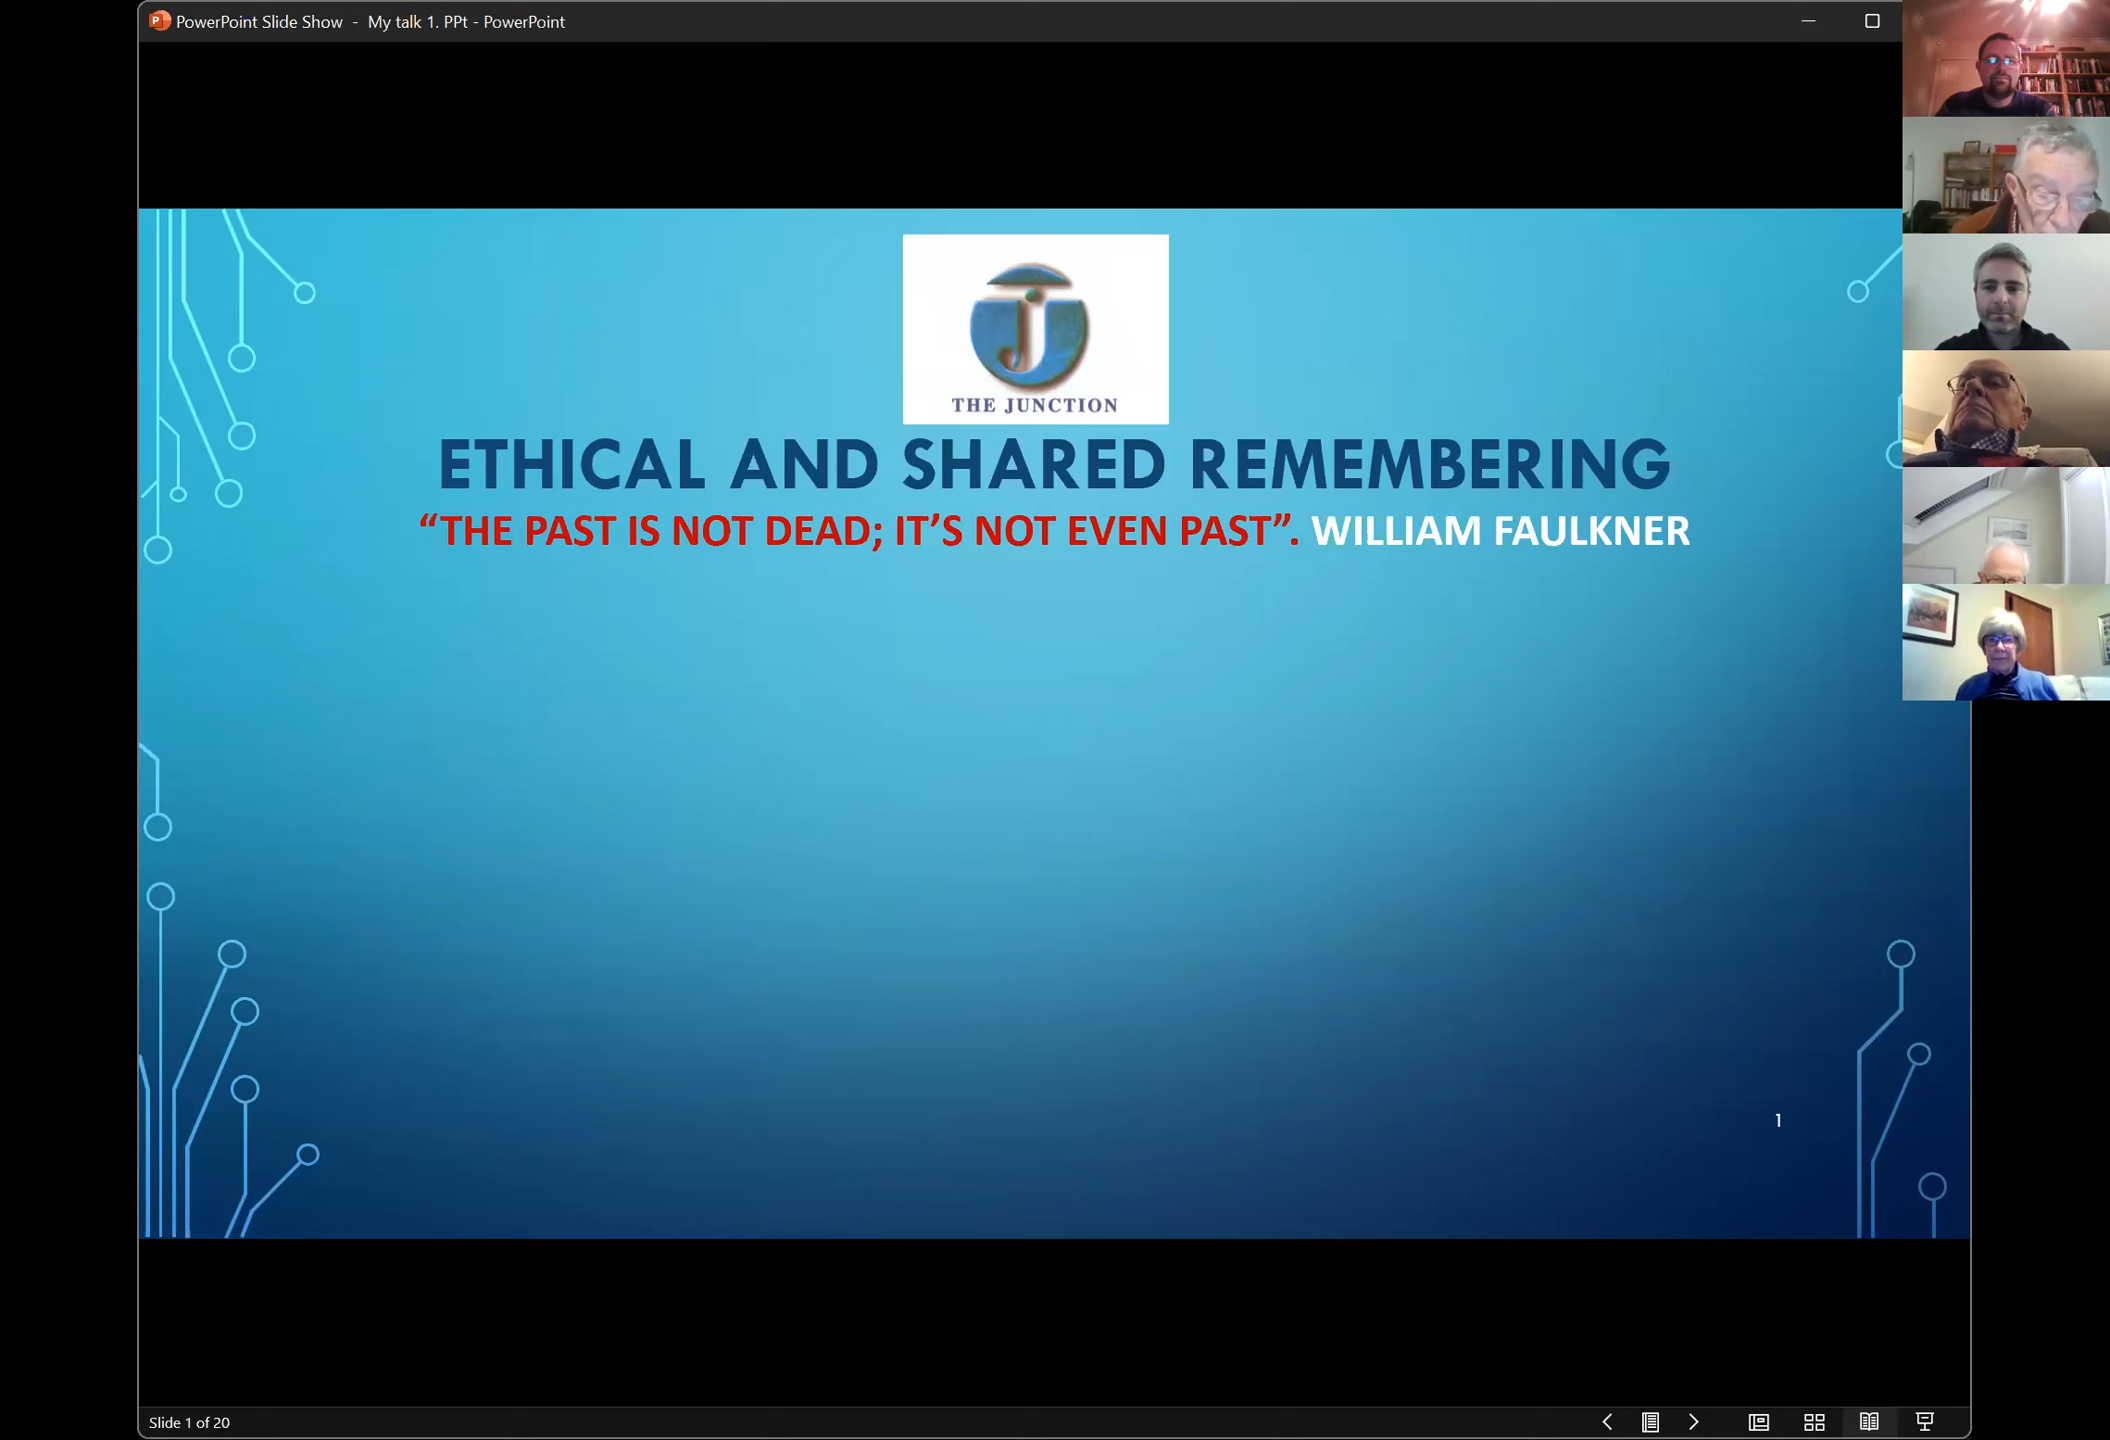 PowerPoint Slide Show - My talk 1. PPt - PowerPoint
THE JUNCTION
ETHICAL AND SHARED REMEMBERING
“THE PAST IS NOT DEAD; IT’S NOT EVEN PAST”. WILLIAM FAULKNER
1
Slide 1 of 20